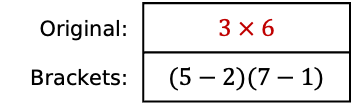 Original: 3 × 6
Brackets: (5 − 2)(7 − 1)